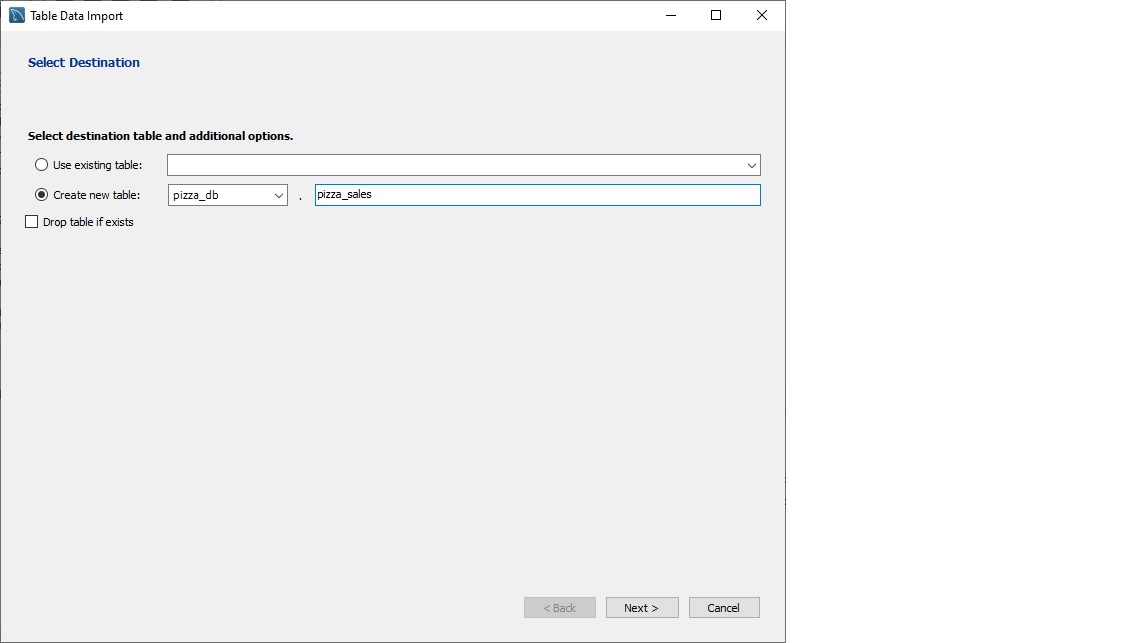 Table Data Import
Select Destination
Select destination table and additional options.
Use existing table:
Create new table: pizza_db . pizza_sales
Drop table if exists
< Back Next > Cancel